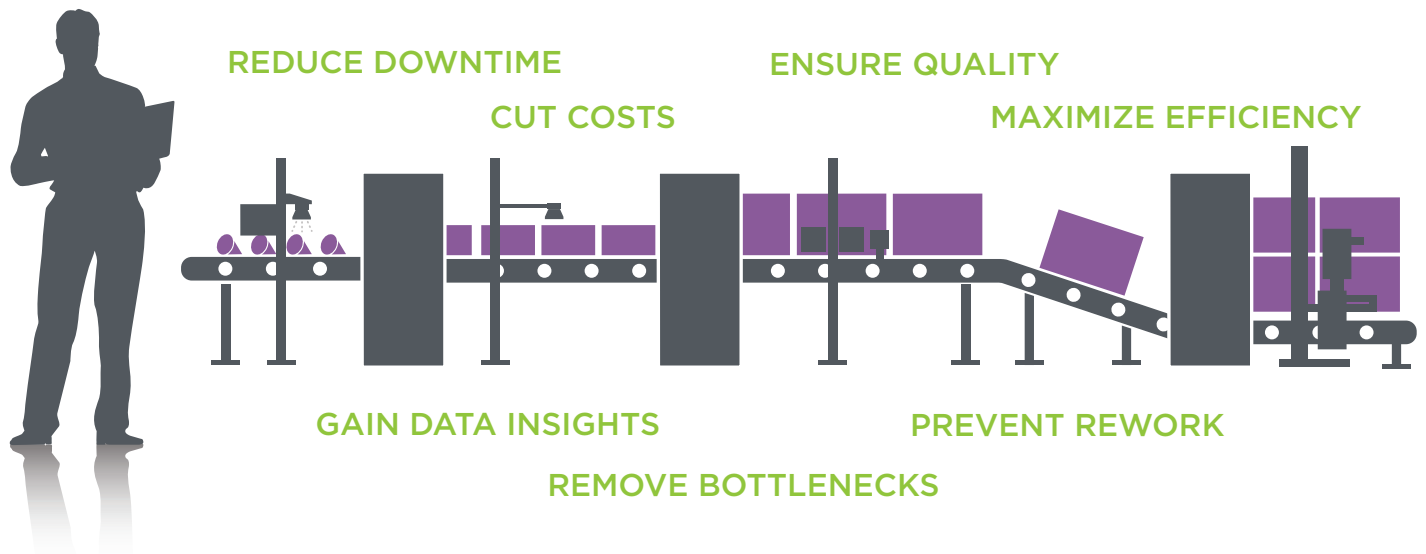 REDUCE DOWNTIME
ENSURE QUALITY
CUT COSTS
MAXIMIZE EFFICIENCY
GAIN DATA INSIGHTS
PREVENT REWORK
REMOVE BOTTLENECKS